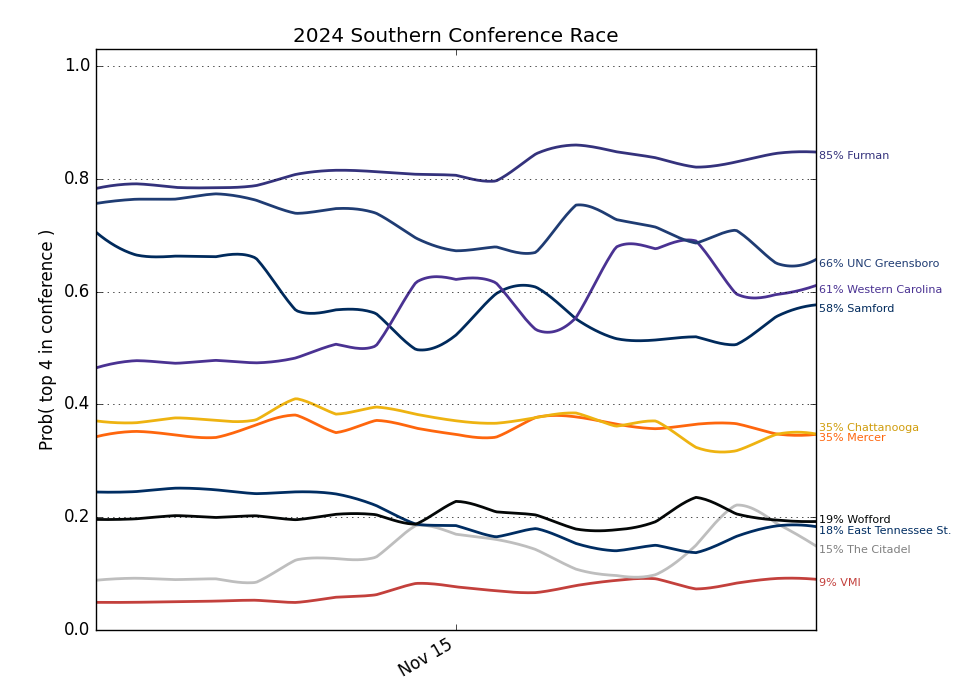 2024 Southern Conference Race
Prob( top 4 in conference )
1.0
0.8
0.6
0.4
0.2
0.0
Nov 15
85% Furman
66% UNC Greensboro
61% Western Carolina
58% Samford
35% Chattanooga
35% Mercer
19% Wofford
18% East Tennessee St.
15% The Citadel
9% VMI